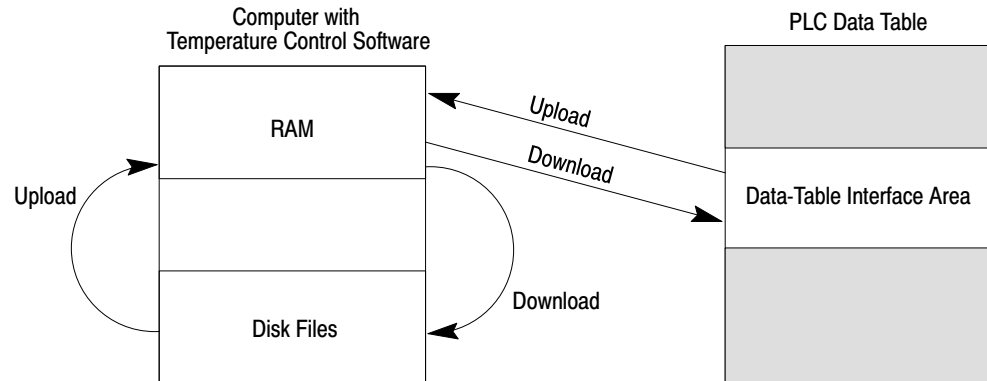 Computer with
Temperature Control Software
PLC Data Table
RAM
Upload
Download
Upload
Data-Table Interface Area
Download
Disk Files